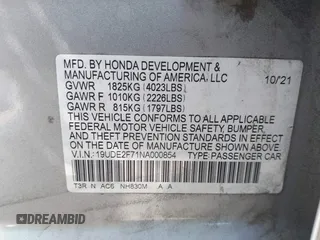 MFD. BY HONDA DEVELOPMENT &
MANUFACTURING OF AMERICA, LLC
10/21
GVWR 1825KG (4023LBS)
GAWR F 1010KG (2226LBS)
GAWR R 815KG (1797LBS)
THIS VEHICLE CONFORMS TO ALL APPLICABLE
FEDERAL MOTOR VEHICLE SAFETY, BUMPER,
AND THEFT PREVENTION STANDARDS IN EFFECT
ON THE DATE OF MANUFACTURE SHOWN ABOVE.
V.I.N.: 19UDE2F71NA000854 TYPE: PASSENGER CAR
T3R N AC6 NH830M A A
DREAMBID